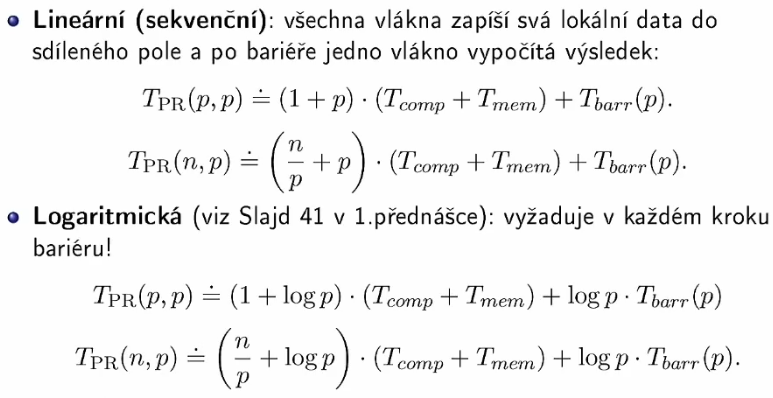 • Lineární (sekvenční): všechna vlákna zapíší svá lokální data do
sdíleného pole a po bariéře jedno vlákno vypočítá výsledek:
T_PR(p, p) ≐ (1 + p) · (T_comp + T_mem) + T_barr(p).
T_PR(n, p) ≐ (n/p + p) · (T_comp + T_mem) + T_barr(p).
• Logaritmická (viz Slajd 41 v 1.přednášce): vyžaduje v každém kroku
bariéru!
T_PR(p, p) ≐ (1 + log p) · (T_comp + T_mem) + log p · T_barr(p)
T_PR(n, p) ≐ (n/p + log p) · (T_comp + T_mem) + log p · T_barr(p).